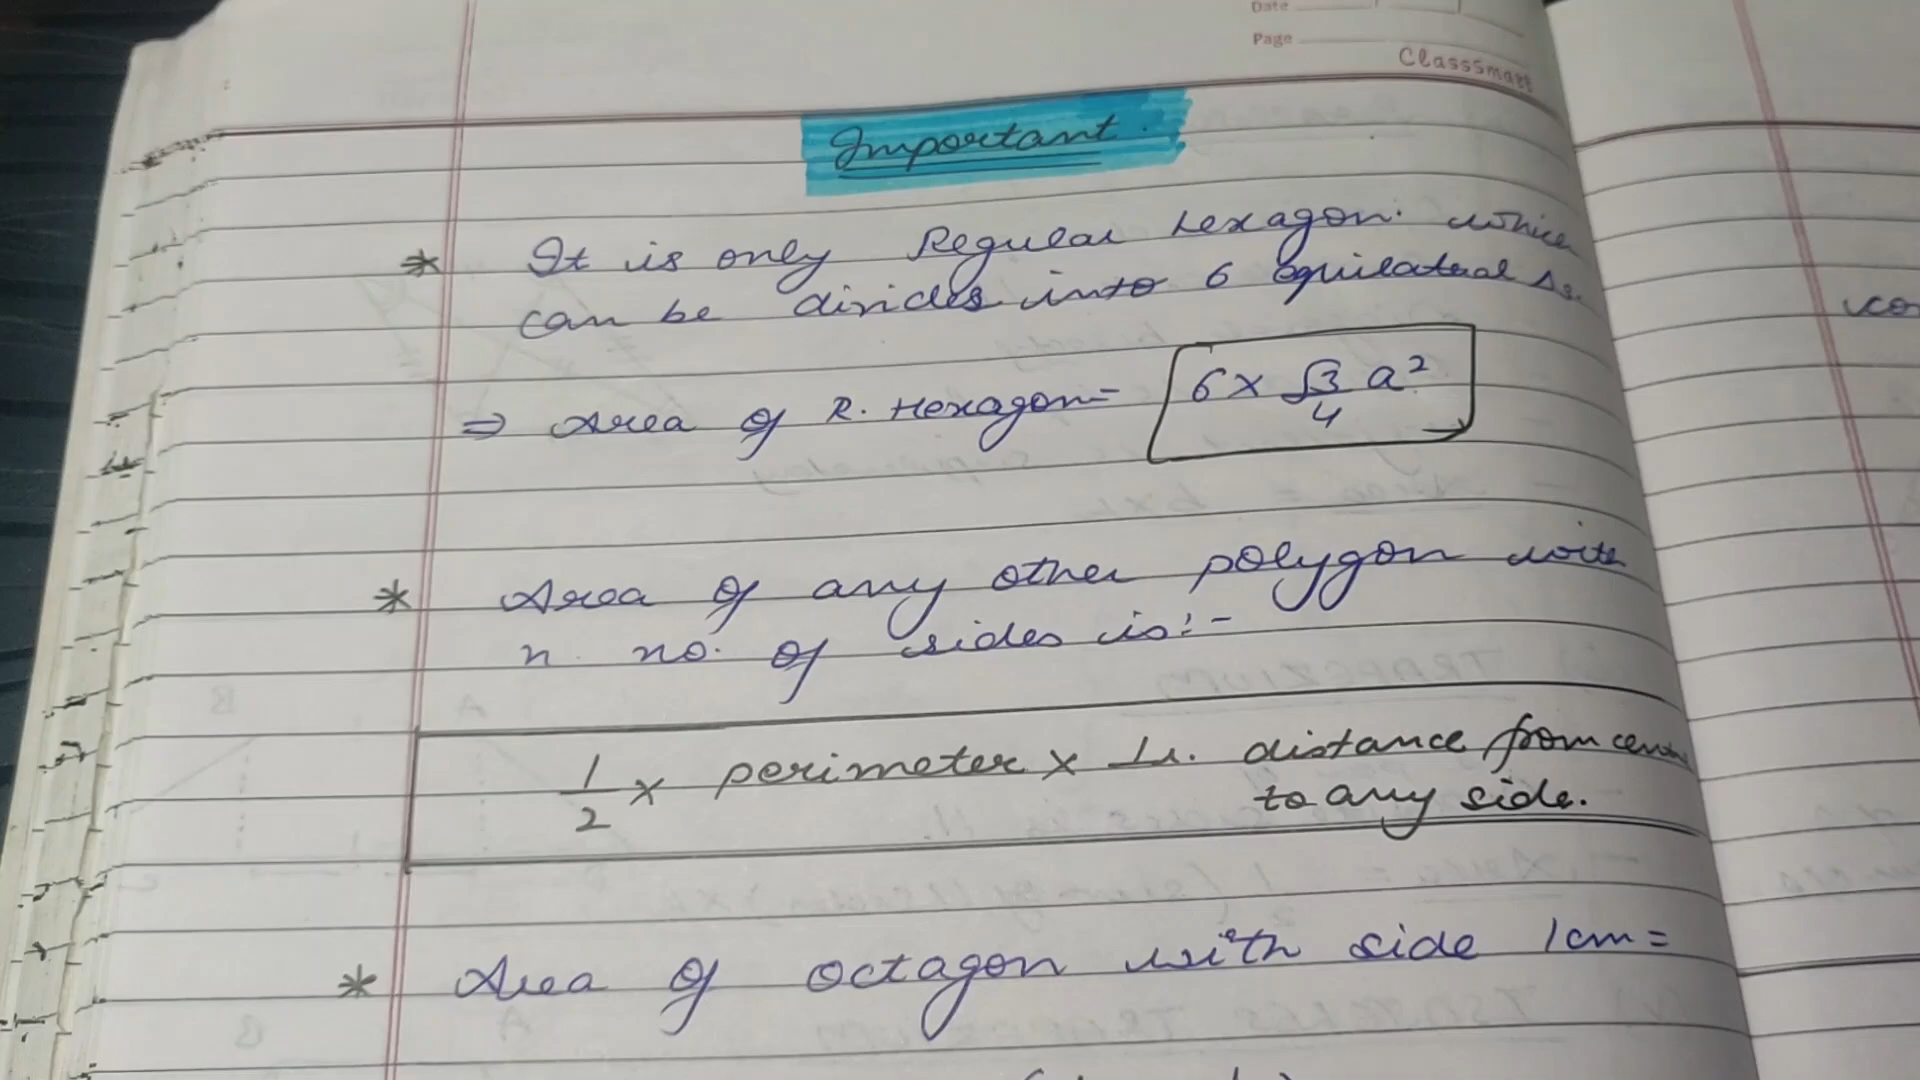 Date
Page
Classsmart
Important
* It is only Regular hexagon which
can be divides into 6 equilateral Δs.
⇒ Area of R. Hexagon = 6 × √3/4 a²
* Area of any other polygon with
n no. of sides is:-
1/2 × perimeter × ⊥r. distance from
to any side.
* Area of octagon with side 1cm =